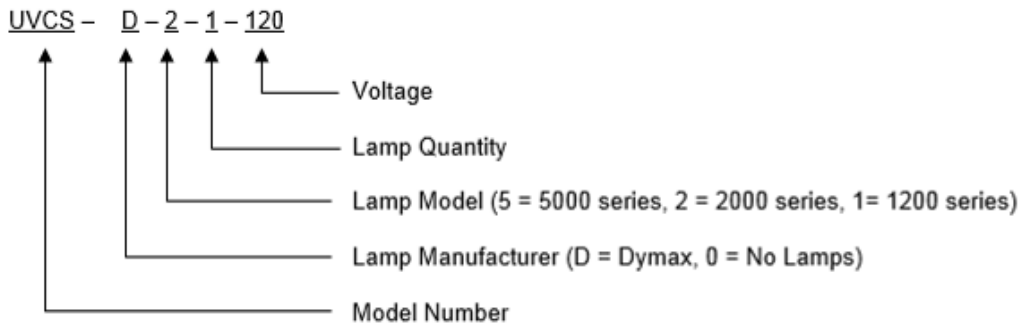 UVCS – D – 2 – 1 – 120
Voltage
Lamp Quantity
Lamp Model (5 = 5000 series, 2 = 2000 series, 1= 1200 series)
Lamp Manufacturer (D = Dymax, 0 = No Lamps)
Model Number